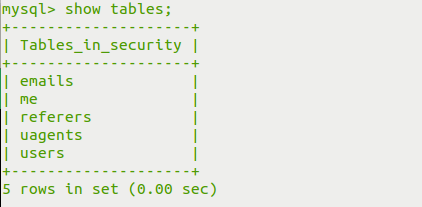 mysql> show tables;
+--------------------+
| Tables_in_security |
+--------------------+
| emails             |
| me                 |
| referers           |
| uagents            |
| users              |
+--------------------+
5 rows in set (0.00 sec)